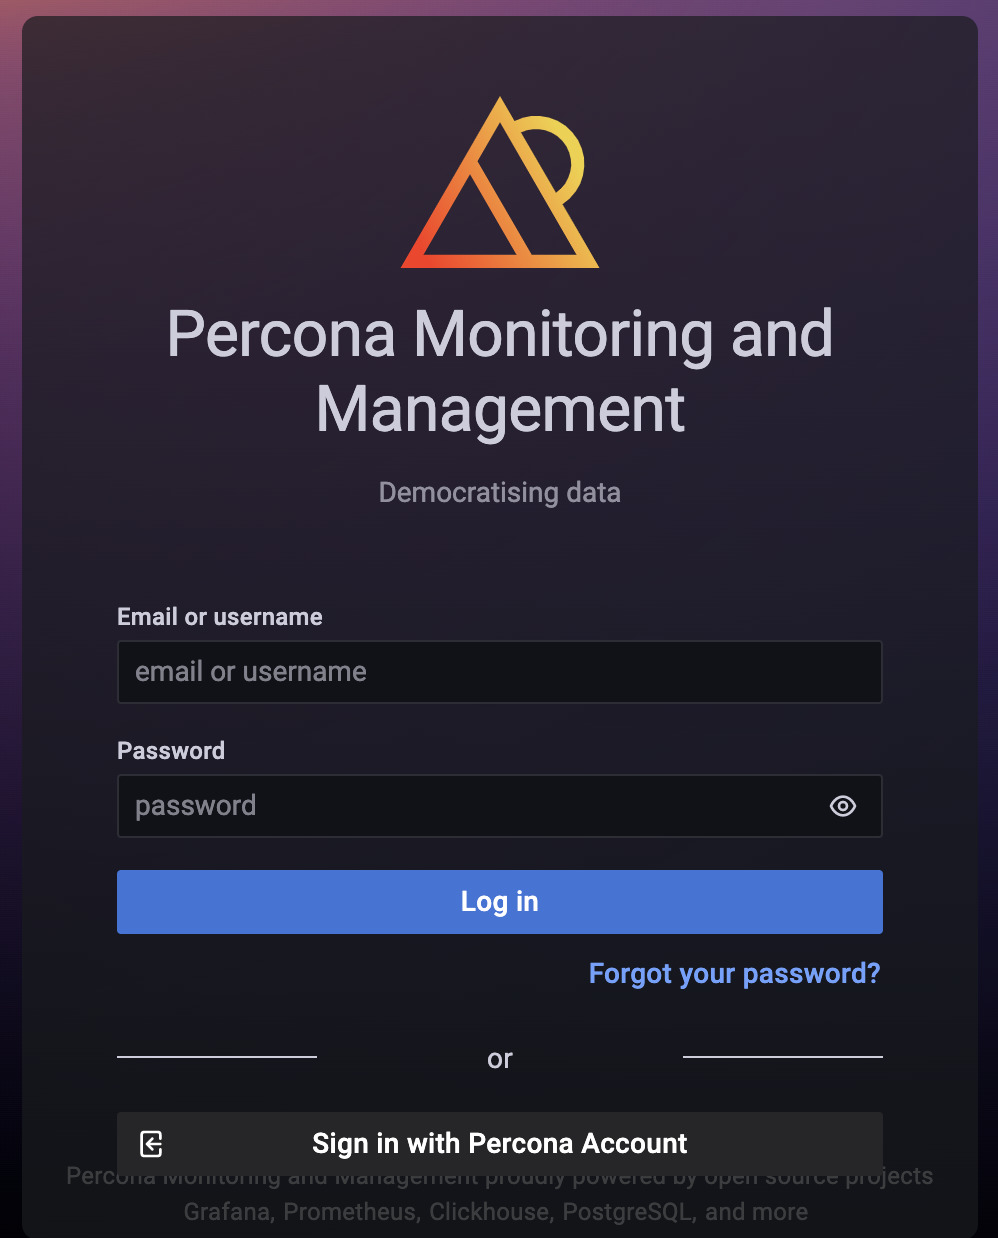 Percona Monitoring and
Management
Democratising data
Email or username
email or username
Password
password
Log in
Forgot your password?
or
Sign in with Percona Account
Percona Monitoring and Management proudly powered by open source projects
Grafana, Prometheus, Clickhouse, PostgreSQL, and more